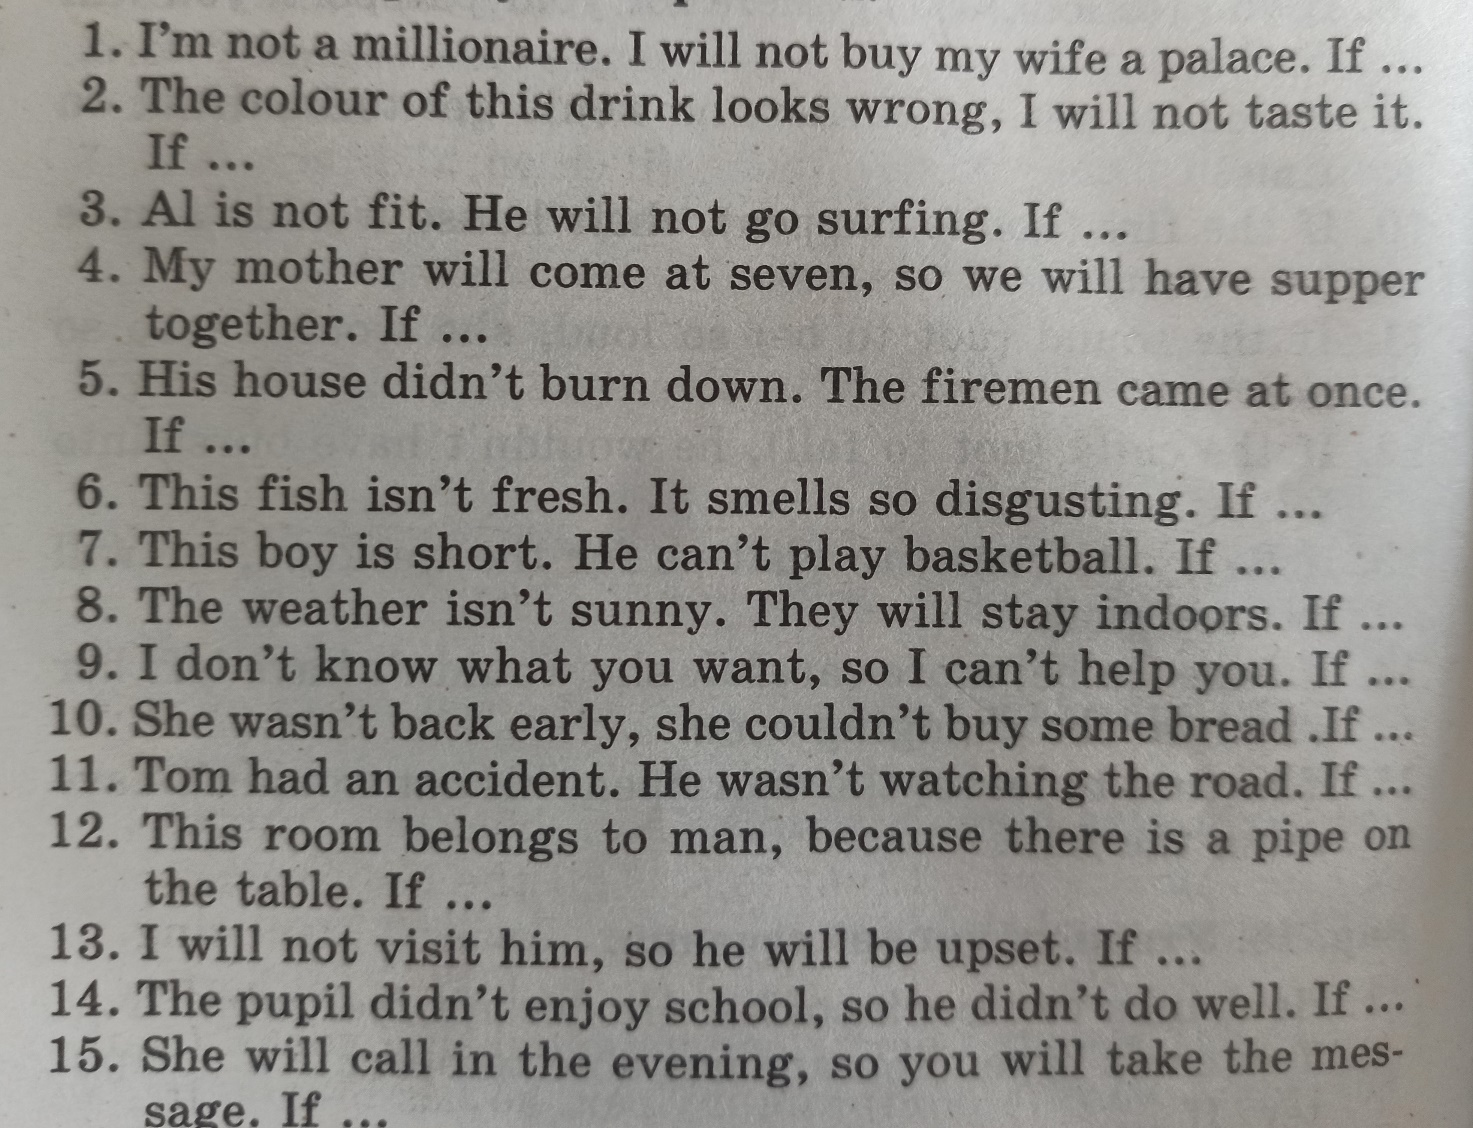 1. I'm not a millionaire. I will not buy my wife a palace. If ...
2. The colour of this drink looks wrong, I will not taste it.
If ...
3. Al is not fit. He will not go surfing. If ...
4. My mother will come at seven, so we will have supper
together. If ...
5. His house didn't burn down. The firemen came at once.
If ...
6. This fish isn't fresh. It smells so disgusting. If ...
7. This boy is short. He can't play basketball. If ...
8. The weather isn't sunny. They will stay indoors. If ...
9. I don't know what you want, so I can't help you. If ...
10. She wasn't back early, she couldn't buy some bread .If ...
11. Tom had an accident. He wasn't watching the road. If ...
12. This room belongs to man, because there is a pipe on
the table. If ...
13. I will not visit him, so he will be upset. If ...
14. The pupil didn't enjoy school, so he didn't do well. If ...
15. She will call in the evening, so you will take the mes-
sage. If ...